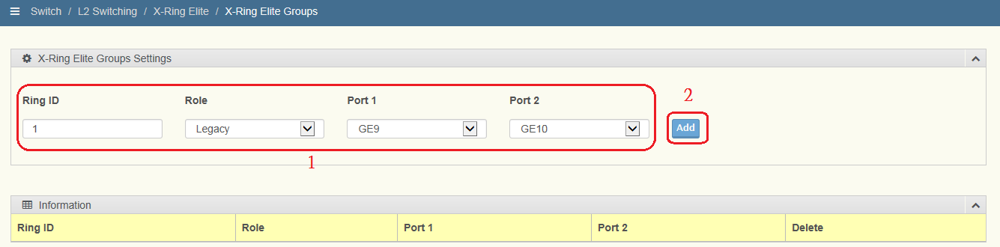 Switch / L2 Switching / X-Ring Elite / X-Ring Elite Groups
X-Ring Elite Groups Settings
Ring ID Role Port 1 Port 2 2
1 Legacy GE9 GE10 Add
1
Information
Ring ID Role Port 1 Port 2 Delete